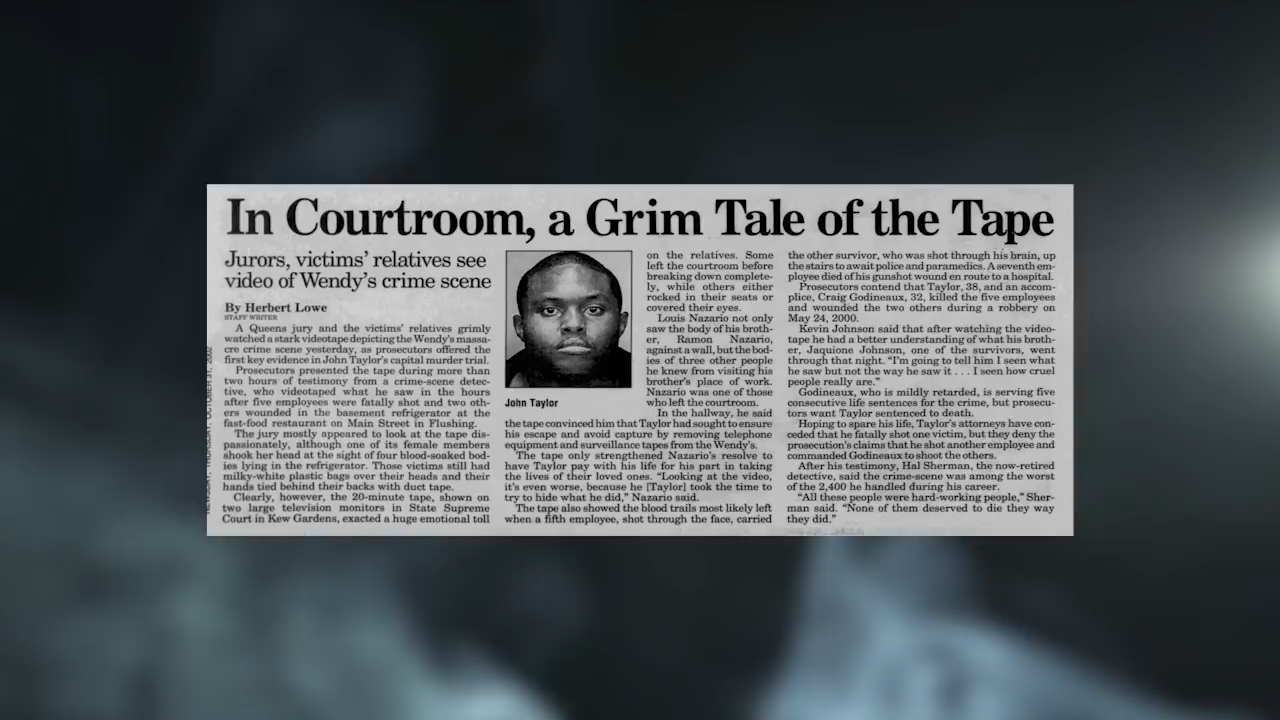 In Courtroom, a Grim Tale of the Tape
Jurors, victims' relatives see
video of Wendy's crime scene
By Herbert Lowe
STAFF WRITER
A Queens jury and the victims' relatives grimly
watched a stark videotape depicting the Wendy's massa-
cre crime scene yesterday, as prosecutors offered the
first key evidence in John Taylor's capital murder trial.
Prosecutors presented the tape during more than
two hours of testimony from a crime-scene detec-
tive, who videotaped what he saw in the hours
after five employees were fatally shot and two oth-
ers wounded in the basement refrigerator at the
fast-food restaurant on Main Street in Flushing.
The jury mostly appeared to look at the tape dis-
passionately, although one of its female members
shook her head at the sight of four blood-soaked bod-
ies lying in the refrigerator. Those victims still had
milky-white plastic bags over their heads and their
hands tied behind their backs with duct tape.
Clearly, however, the 20-minute tape, shown on
two large television monitors in State Supreme
Court in Kew Gardens, exacted a huge emotional toll
John Taylor
on the relatives. Some
left the courtroom before
breaking down complete-
ly, while others either
rocked in their seats or
covered their eyes.
Louis Nazario not only
saw the body of his broth-
er, Ramon Nazario,
against a wall, but the bod-
ies of three other people
he knew from visiting his
brother's place of work.
Nazario was one of those
who left the courtroom.
In the hallway, he said
the tape convinced him that Taylor had sought to ensure
his escape and avoid capture by removing telephone
equipment and surveillance tapes from the Wendy's.
The tape only strengthened Nazario's resolve to
have Taylor pay with his life for his part in taking
the lives of their loved ones. "Looking at the video,
it's even worse, because he [Taylor] took the time to
try to hide what he did," Nazario said.
The tape also showed the blood trails most likely left
when a fifth employee, shot through the face, carried
the other survivor, who was shot through his brain, up
the stairs to await police and paramedics. A seventh em-
ployee died of his gunshot wound en route to a hospital.
Prosecutors contend that Taylor, 38, and an accom-
plice, Craig Godineaux, 32, killed the five employees
and wounded the two others during a robbery on
May 24, 2000.
Kevin Johnson said that after watching the video-
tape he had a better understanding of what his broth-
er, Jaquione Johnson, one of the survivors, went
through that night. "I'm going to tell him I seen what
he saw but not the way he saw it . . . I seen how cruel
people really are."
Godineaux, who is mildly retarded, is serving five
consecutive life sentences for the crime, but prosecu-
tors want Taylor sentenced to death.
Hoping to spare his life, Taylor's attorneys have con-
ceded that he fatally shot one victim, but they deny the
prosecution's claims that he shot another employee and
commanded Godineaux to shoot the others.
After his testimony, Hal Sherman, the now-retired
detective, said the crime-scene was among the worst
of the 2,400 he handled during his career.
"All these people were hard-working people," Sher-
man said. "None of them deserved to die they way
they did."